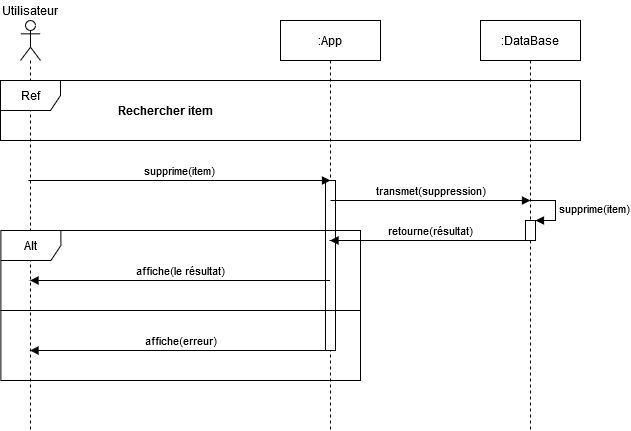 Utilisateur
:App
:DataBase
Ref
Rechercher item
supprime(item)
transmet(suppression)
supprime(item)
retourne(résultat)
Alt
affiche(le résultat)
affiche(erreur)